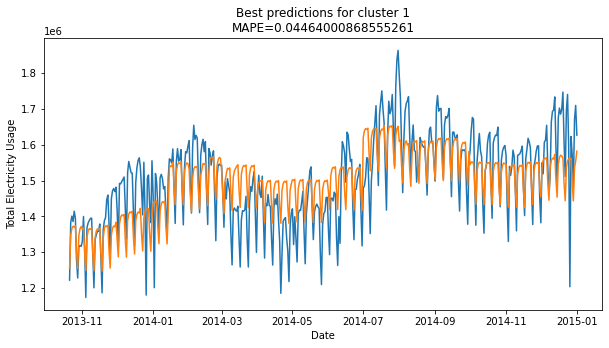 Best predictions for cluster 1
MAPE=0.04464000868555261
1e6
1.8
1.7
1.6
1.5
1.4
1.3
1.2
Total Electricity Usage
2013-11 2014-01 2014-03 2014-05 2014-07 2014-09 2014-11 2015-01
Date